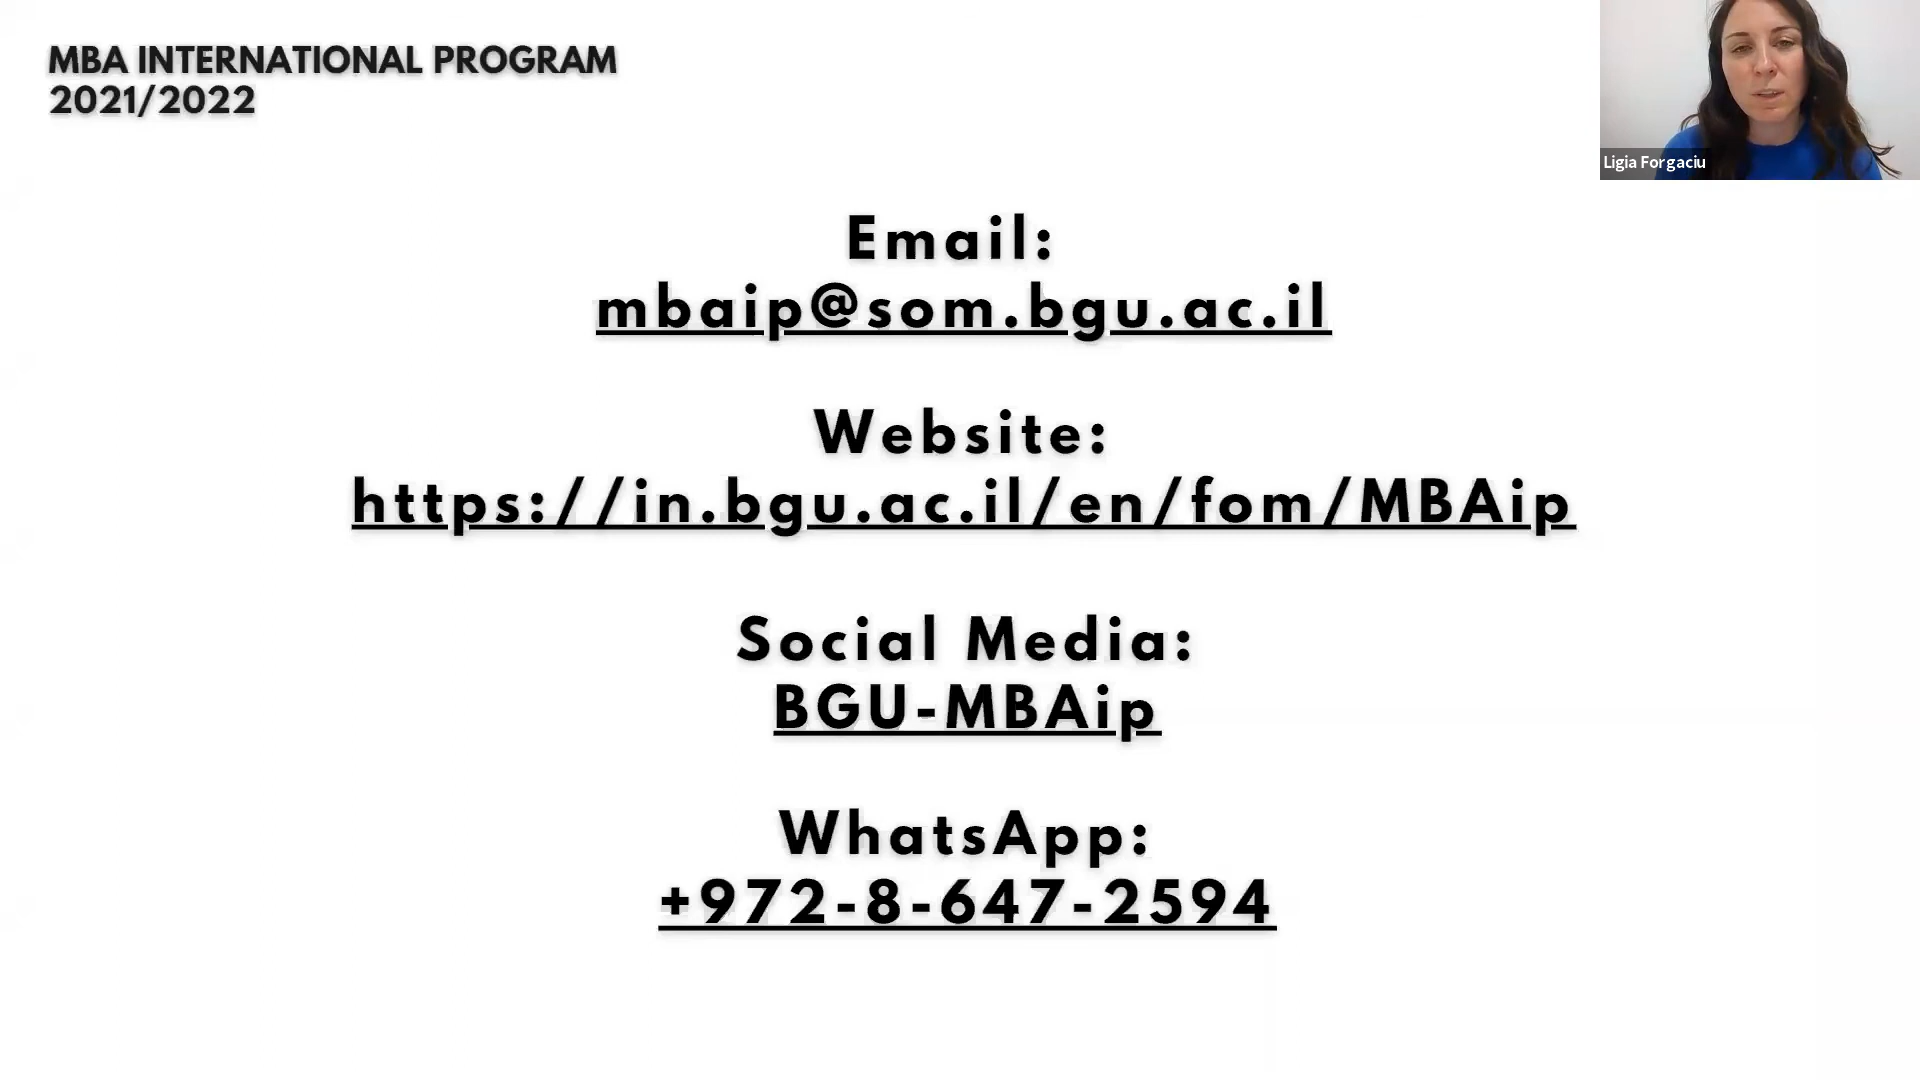 MBA INTERNATIONAL PROGRAM
2021/2022
Ligia Forgaciu
Email:
mbaip@som.bgu.ac.il
Website:
https://in.bgu.ac.il/en/fom/MBAip
Social Media:
BGU-MBAip
WhatsApp:
+972-8-647-2594